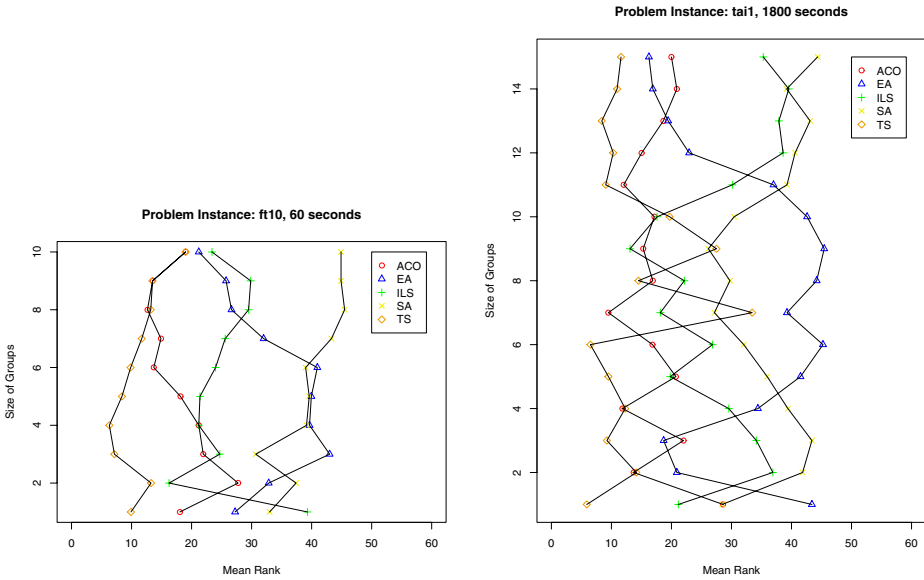 Problem Instance: ft10, 60 seconds
ACO
EA
ILS
SA
TS
Size of Groups
10
8
6
4
2
0 10 20 30 40 50 60
Mean Rank
Problem Instance: tai1, 1800 seconds
ACO
EA
ILS
SA
TS
Size of Groups
14
12
10
8
6
4
2
0 10 20 30 40 50 60
Mean Rank